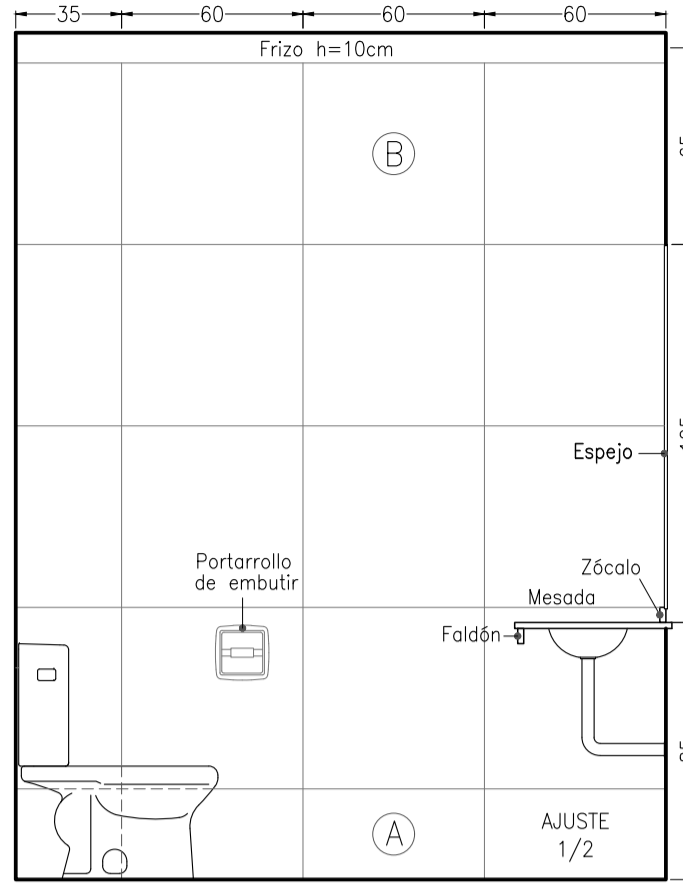 35 60 60 60
Frizo h=10cm
B
Espejo
Portarrollo
de embutir
Zócalo
Mesada
Faldón
A
AJUSTE
1/2